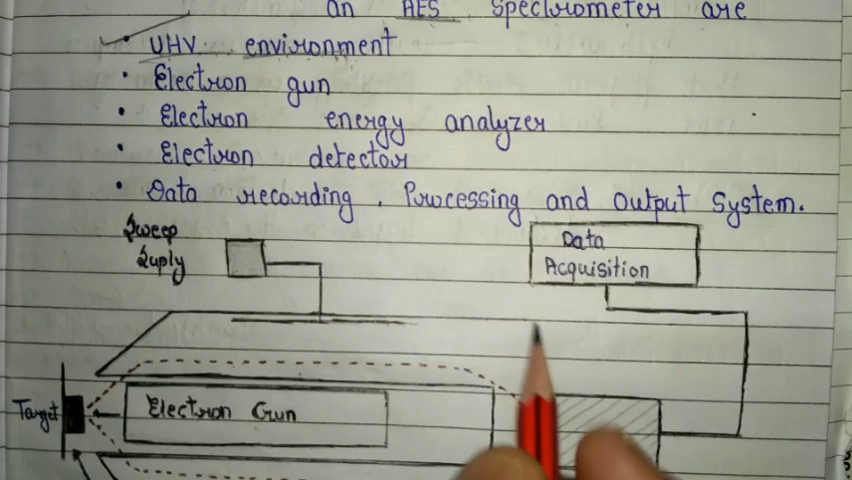 an AES Spectrometer are
• UHV environment
• Electron gun
• Electron energy analyzer
• Electron detector
• Data recording, Processing and output System.
Sweep
Suply
Data
Acquisition
Target
Electron Gun